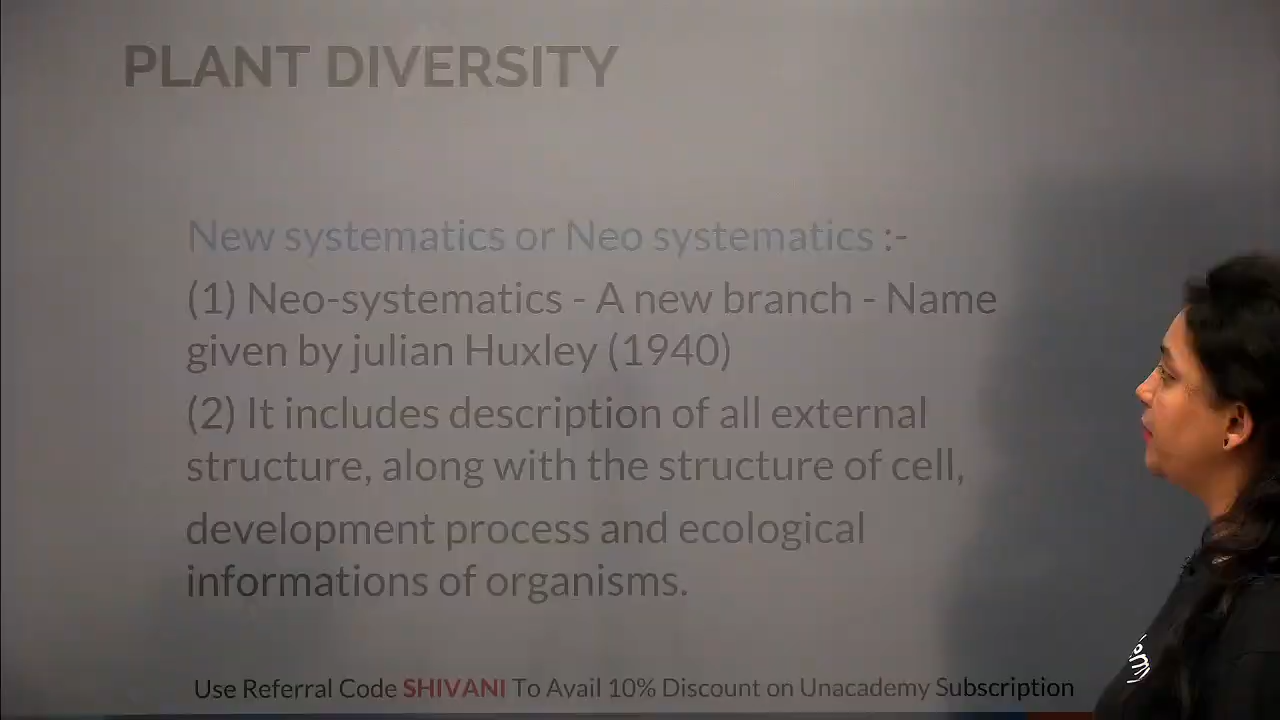 PLANT DIVERSITY
New systematics or Neo systematics :-
(1) Neo-systematics - A new branch - Name
given by julian Huxley (1940)
(2) It includes description of all external
structure, along with the structure of cell,
development process and ecological
informations of organisms.
Use Referral Code SHIVANI To Avail 10% Discount on Unacademy Subscription